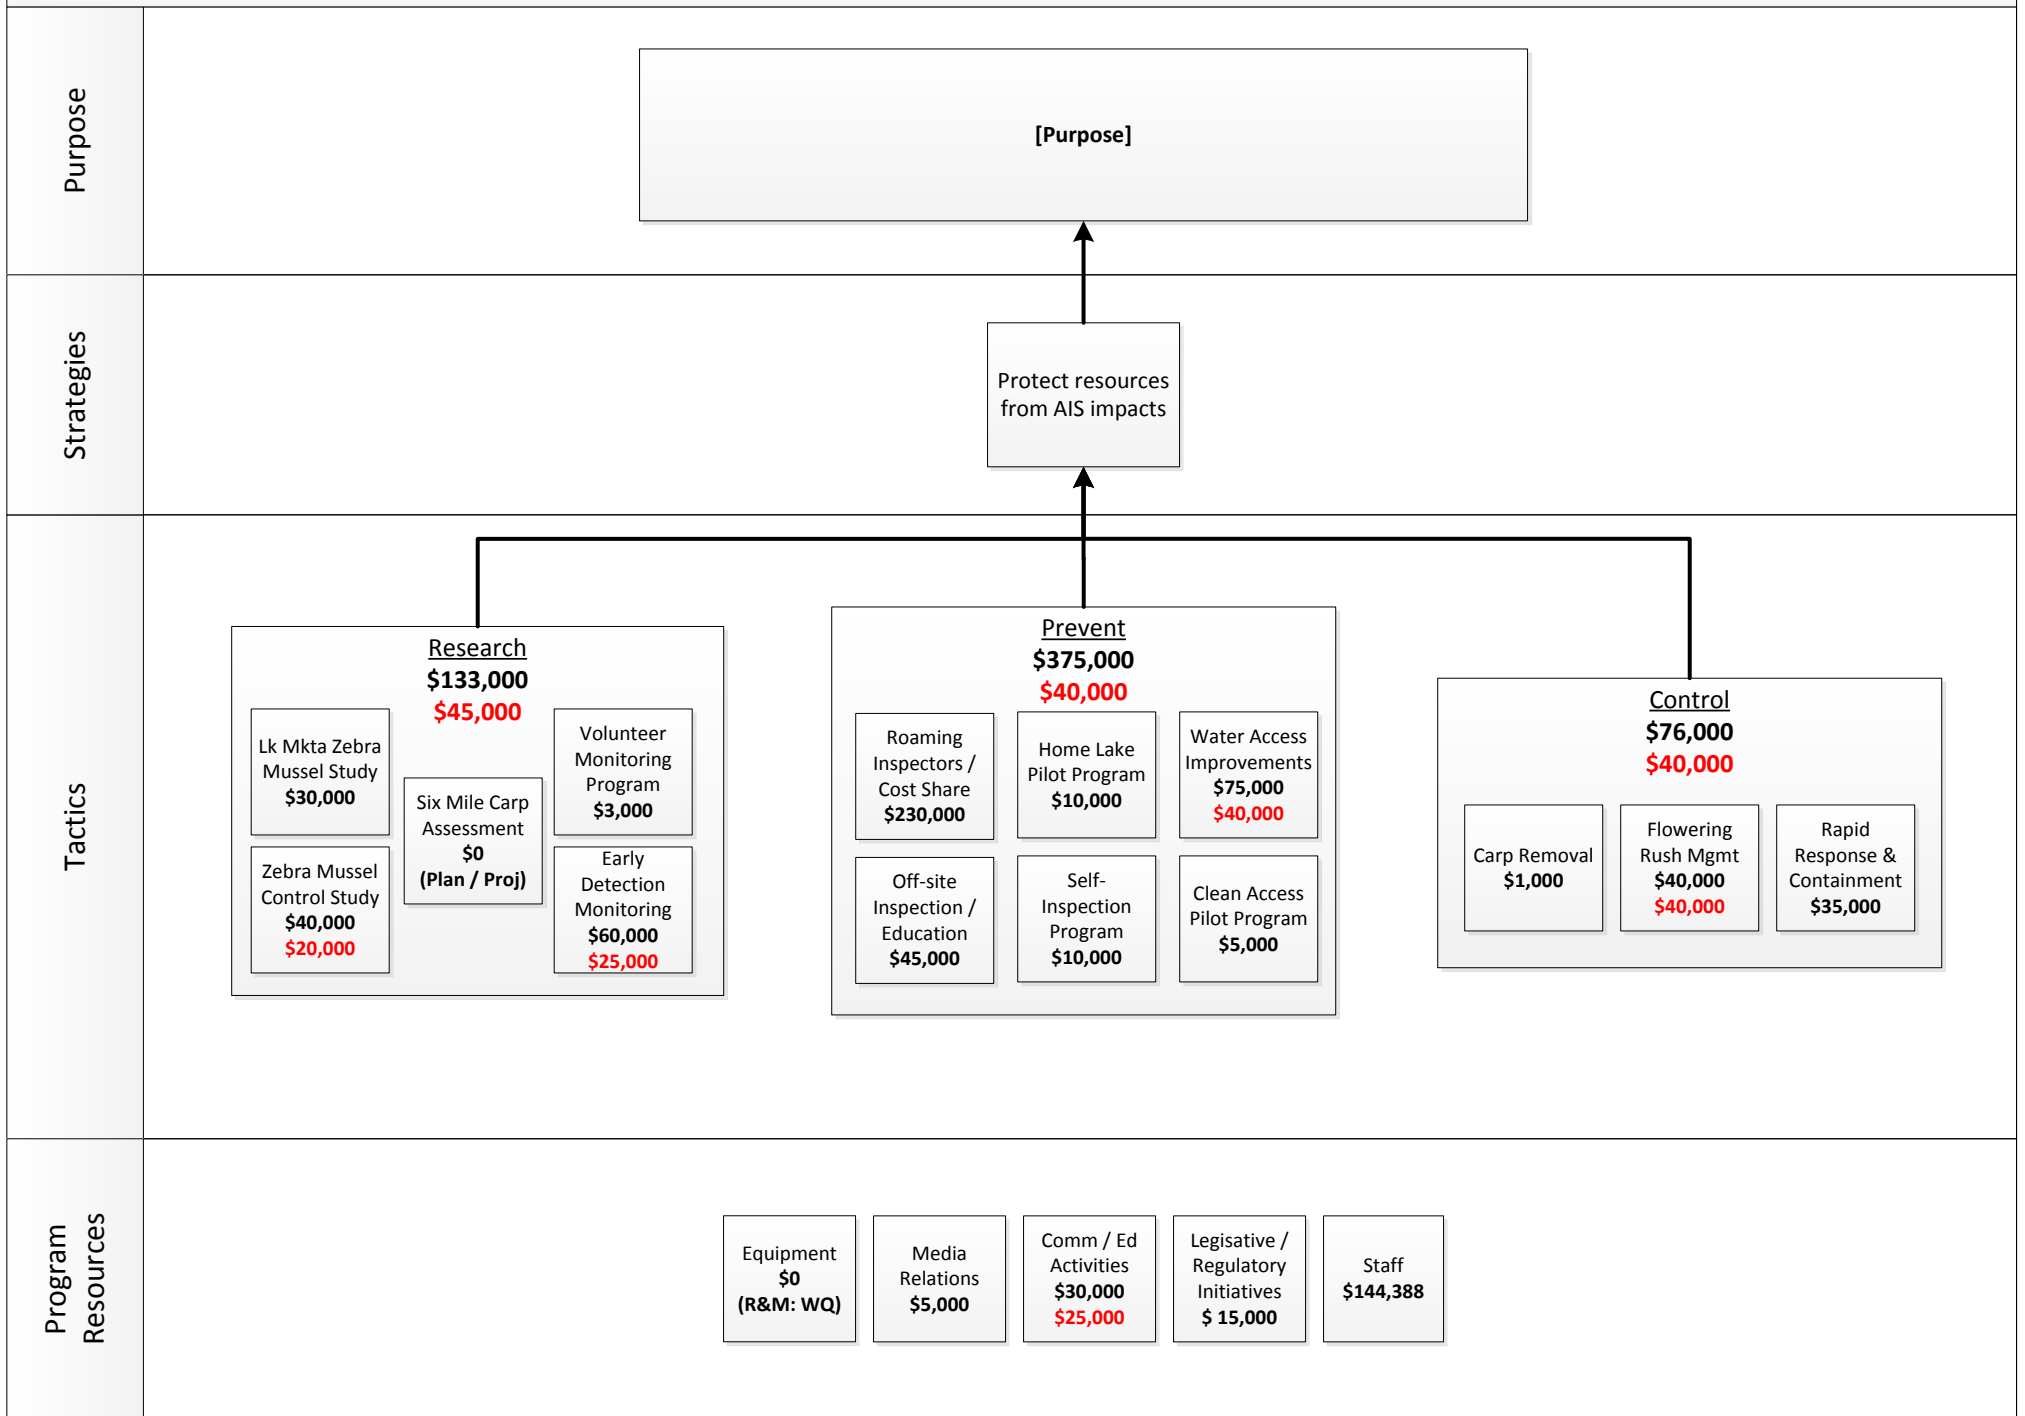 Purpose
[Purpose]
Strategies
Protect resources
from AIS impacts
Tactics
Research
$133,000
$45,000
Lk Mkta Zebra
Mussel Study
$30,000
Zebra Mussel
Control Study
$40,000
$20,000
Six Mile Carp
Assessment
$0
(Plan / Proj)
Volunteer
Monitoring
Program
$3,000
Early
Detection
Monitoring
$60,000
$25,000
Prevent
$375,000
$40,000
Roaming
Inspectors /
Cost Share
$230,000
Home Lake
Pilot Program
$10,000
Water Access
Improvements
$75,000
$40,000
Off-site
Inspection /
Education
$45,000
Self-
Inspection
Program
$10,000
Clean Access
Pilot Program
$5,000
Control
$76,000
$40,000
Carp Removal
$1,000
Flowering
Rush Mgmt
$40,000
$40,000
Rapid
Response &
Containment
$35,000
Program
Resources
Equipment
$0
(R&M: WQ)
Media
Relations
$5,000
Comm / Ed
Activities
$30,000
$25,000
Legisative /
Regulatory
Initiatives
$ 15,000
Staff
$144,388